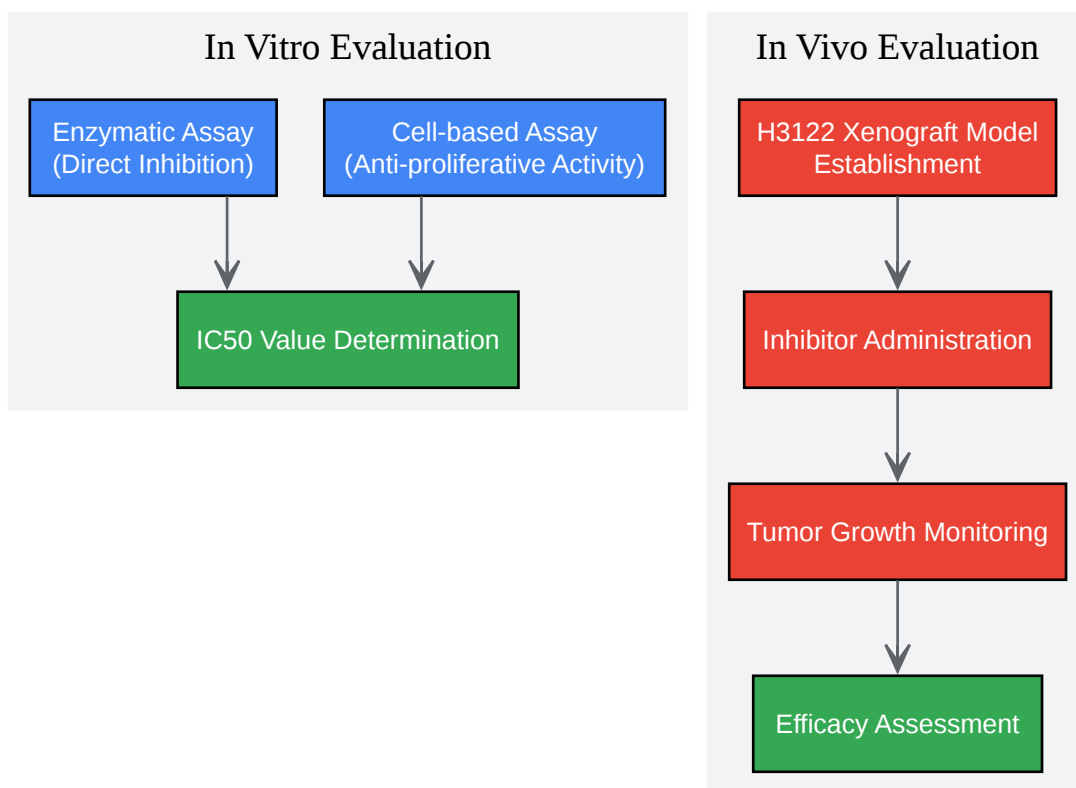 In Vitro Evaluation
Enzymatic Assay
(Direct Inhibition)
Cell-based Assay
(Anti-proliferative Activity)
IC50 Value Determination
In Vivo Evaluation
H3122 Xenograft Model
Establishment
Inhibitor Administration
Tumor Growth Monitoring
Efficacy Assessment